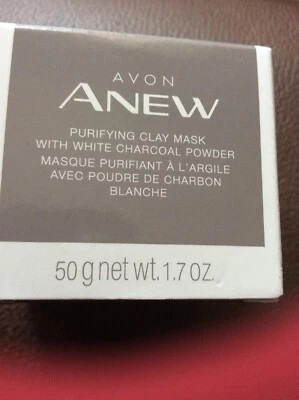 AVON
ANEW
PURIFYING CLAY MASK
WITH WHITE CHARCOAL POWDER
MASQUE PURIFIANT À L'ARGILE
AVEC POUDRE DE CHARBON
BLANCHE
50 g net wt. 1.7 OZ.